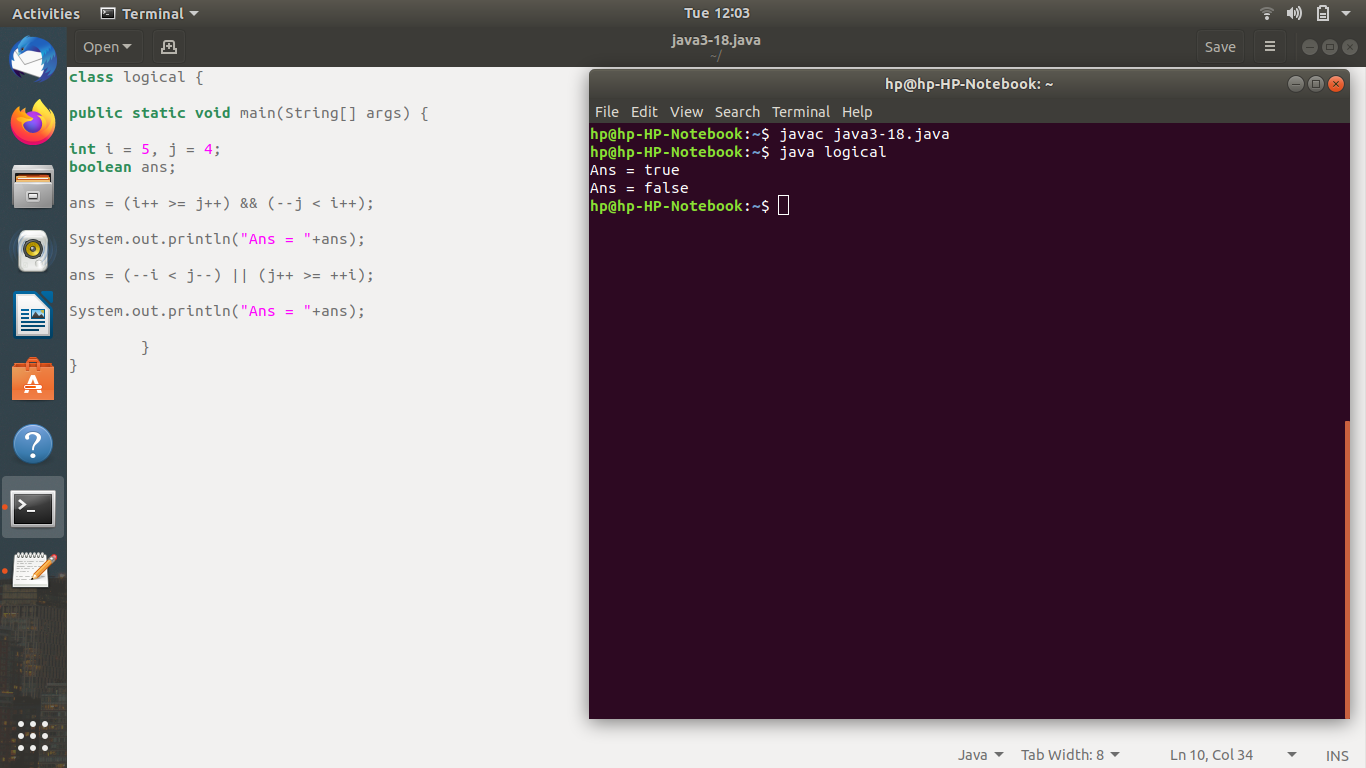 Activities Terminal Tue 12:03
Open java3-18.java Save
~/
class logical {
public static void main(String[] args) {
int i = 5, j = 4;
boolean ans;
ans = (i++ >= j++) && (--j < i++);
System.out.println("Ans = "+ans);
ans = (--i < j--) || (j++ >= ++i);
System.out.println("Ans = "+ans);
}
}
hp@hp-HP-Notebook: ~
File Edit View Search Terminal Help
hp@hp-HP-Notebook:~$ javac java3-18.java
hp@hp-HP-Notebook:~$ java logical
Ans = true
Ans = false
hp@hp-HP-Notebook:~$
Java Tab Width: 8 Ln 10, Col 34 INS